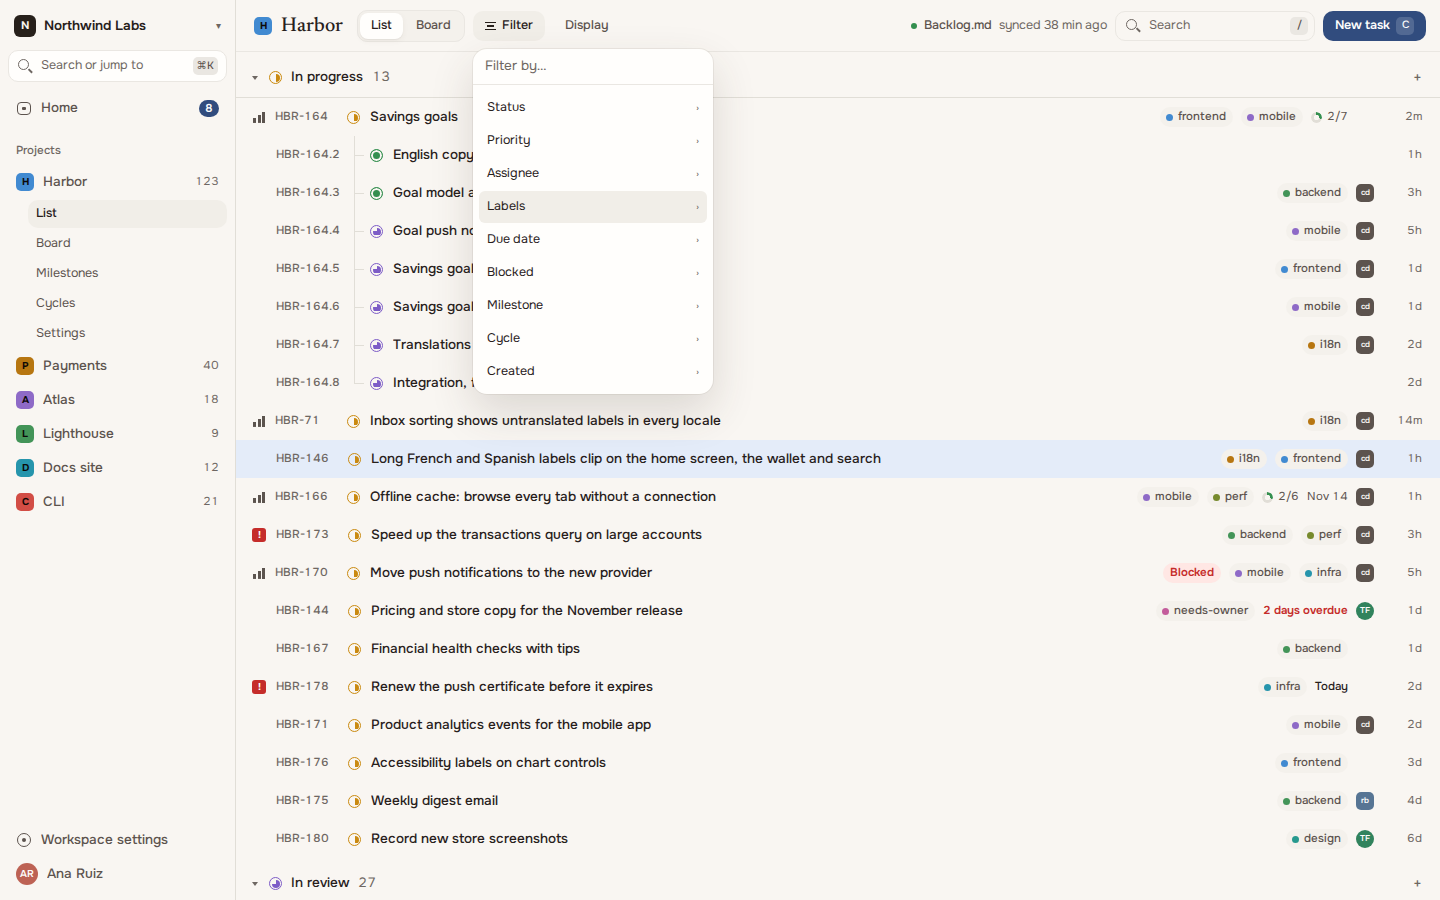 N Northwind Labs
Search or jump to ⌘K
Home 8
Projects
H Harbor 123
List
Board
Milestones
Cycles
Settings
P Payments 40
A Atlas 18
L Lighthouse 9
D Docs site 12
C CLI 21
Workspace settings
AR Ana Ruiz
H Harbor List Board Filter Display Backlog.md synced 38 min ago Search / New task C
Filter by...
Status
Priority
Assignee
Labels
Due date
Blocked
Milestone
Cycle
Created
In progress 13 +
HBR-164 Savings goals frontend mobile 2/7 2m
HBR-164.2 English copy 1h
HBR-164.3 Goal model backend cd 3h
HBR-164.4 Goal push mobile cd 5h
HBR-164.5 Savings goal frontend cd 1d
HBR-164.6 Savings goal mobile cd 1d
HBR-164.7 Translations i18n cd 2d
HBR-164.8 Integration, 2d
HBR-71 Inbox sorting shows untranslated labels in every locale i18n cd 14m
HBR-146 Long French and Spanish labels clip on the home screen, the wallet and search i18n frontend cd 1h
HBR-166 Offline cache: browse every tab without a connection mobile perf 2/6 Nov 14 cd 1h
! HBR-173 Speed up the transactions query on large accounts backend perf cd 3h
HBR-170 Move push notifications to the new provider Blocked mobile infra cd 5h
HBR-144 Pricing and store copy for the November release needs-owner 2 days overdue TF 1d
HBR-167 Financial health checks with tips backend 1d
! HBR-178 Renew the push certificate before it expires infra Today 2d
HBR-171 Product analytics events for the mobile app mobile cd 2d
HBR-176 Accessibility labels on chart controls frontend 3d
HBR-175 Weekly digest email backend rb 4d
HBR-180 Record new store screenshots design TF 6d
In review 27 +